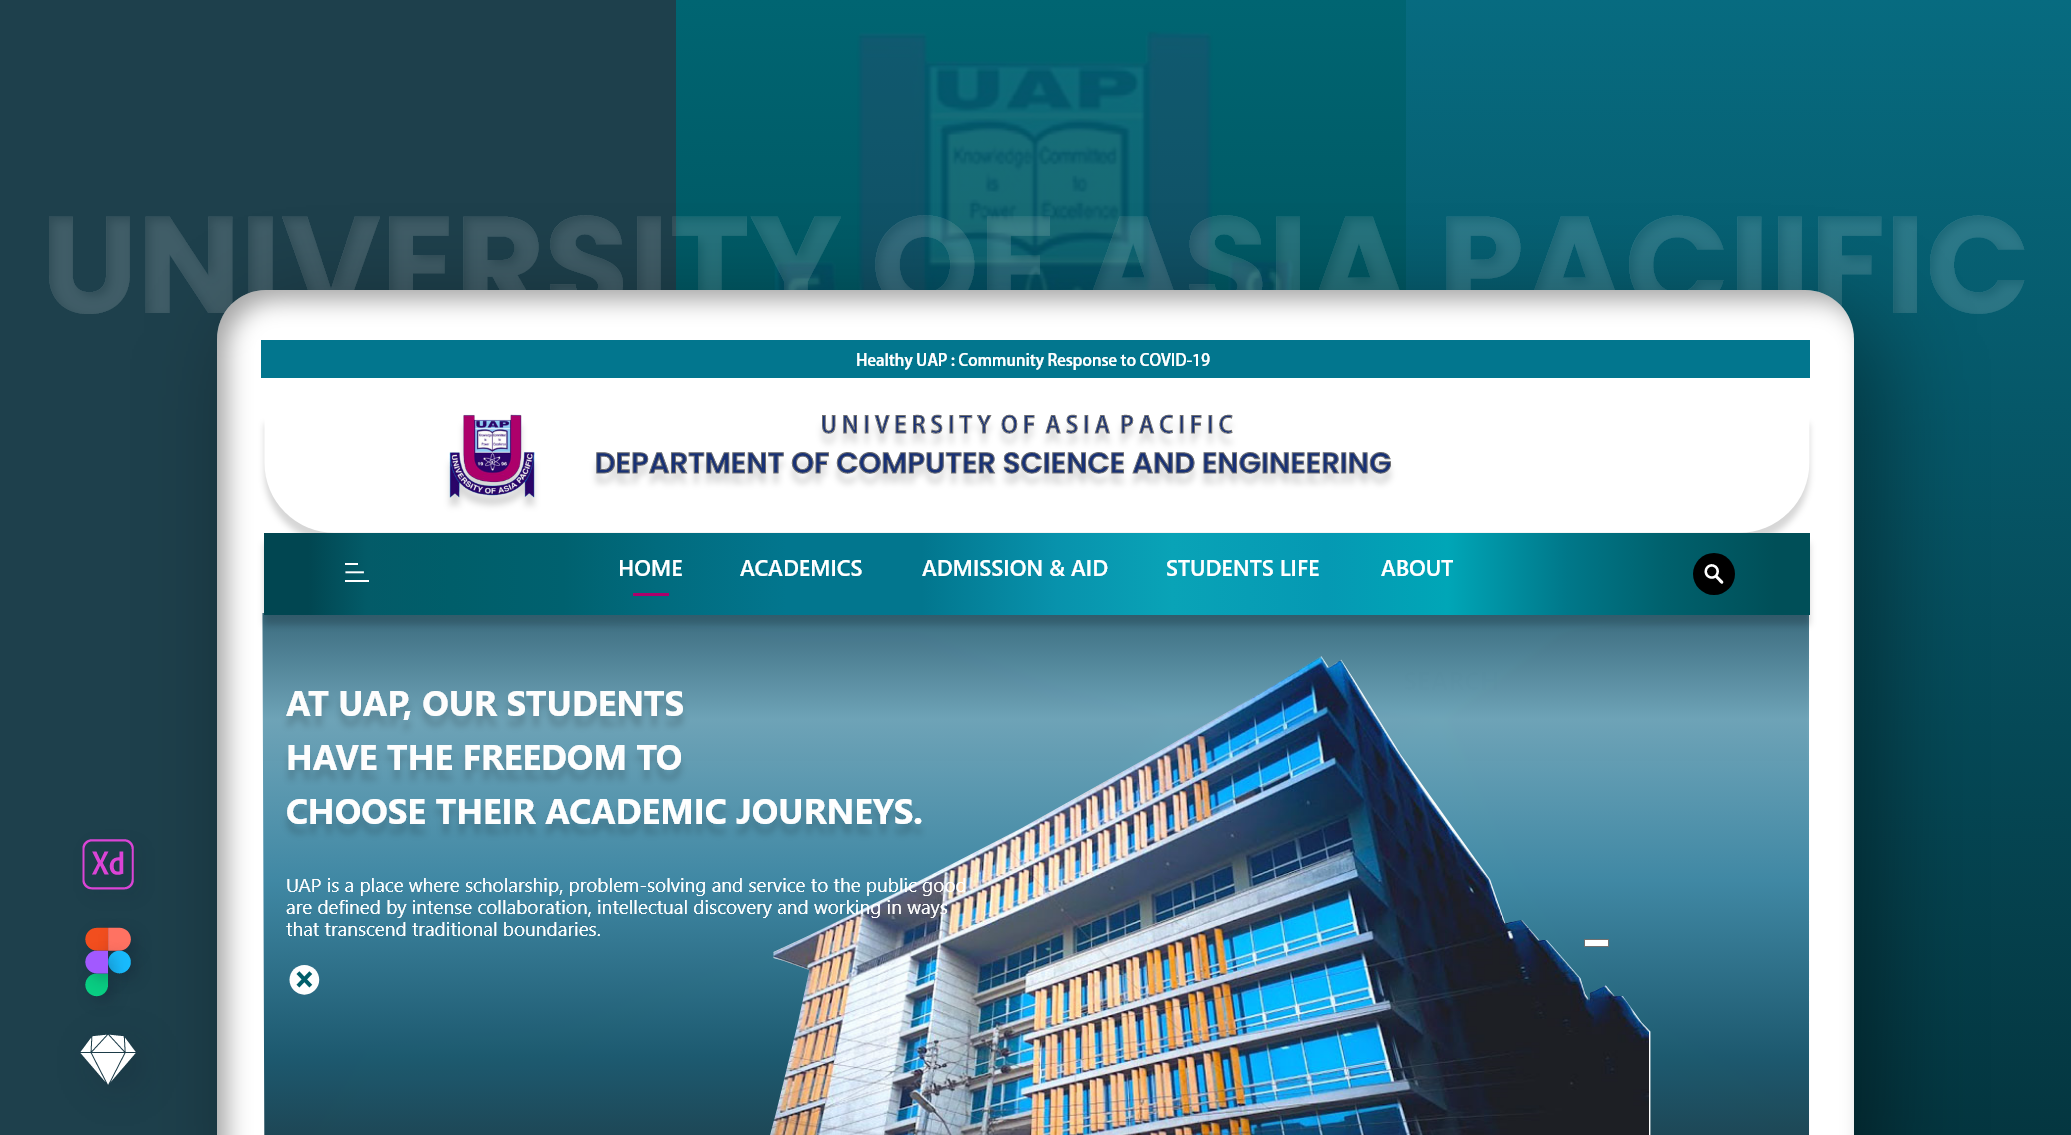 UAP
Knowledge Committed
is to
Power Excellence
UNIVERSITY OF ASIA PACIIFIC
Healthy UAP : Community Response to COVID-19
UAP
UNIVERSITY OF ASIA PACIFIC
UNIVERSITY OF ASIA PACIFIC
DEPARTMENT OF COMPUTER SCIENCE AND ENGINEERING
HOME ACADEMICS ADMISSION & AID STUDENTS LIFE ABOUT
AT UAP, OUR STUDENTS
HAVE THE FREEDOM TO
CHOOSE THEIR ACADEMIC JOURNEYS.
UAP is a place where scholarship, problem-solving and service to the public good
are defined by intense collaboration, intellectual discovery and working in ways
that transcend traditional boundaries.
Xd